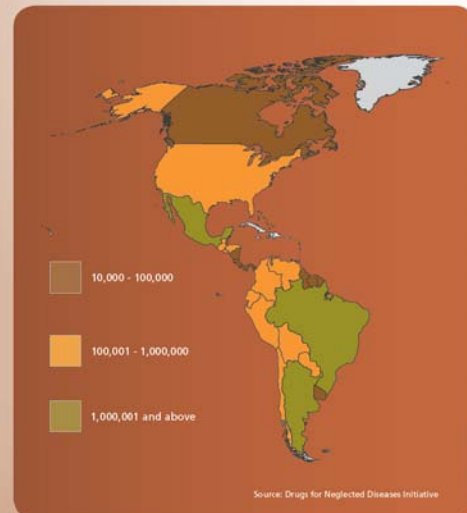 10,000 - 100,000
100,001 - 1,000,000
1,000,001 and above
Source: Drugs for Neglected Diseases Initiative